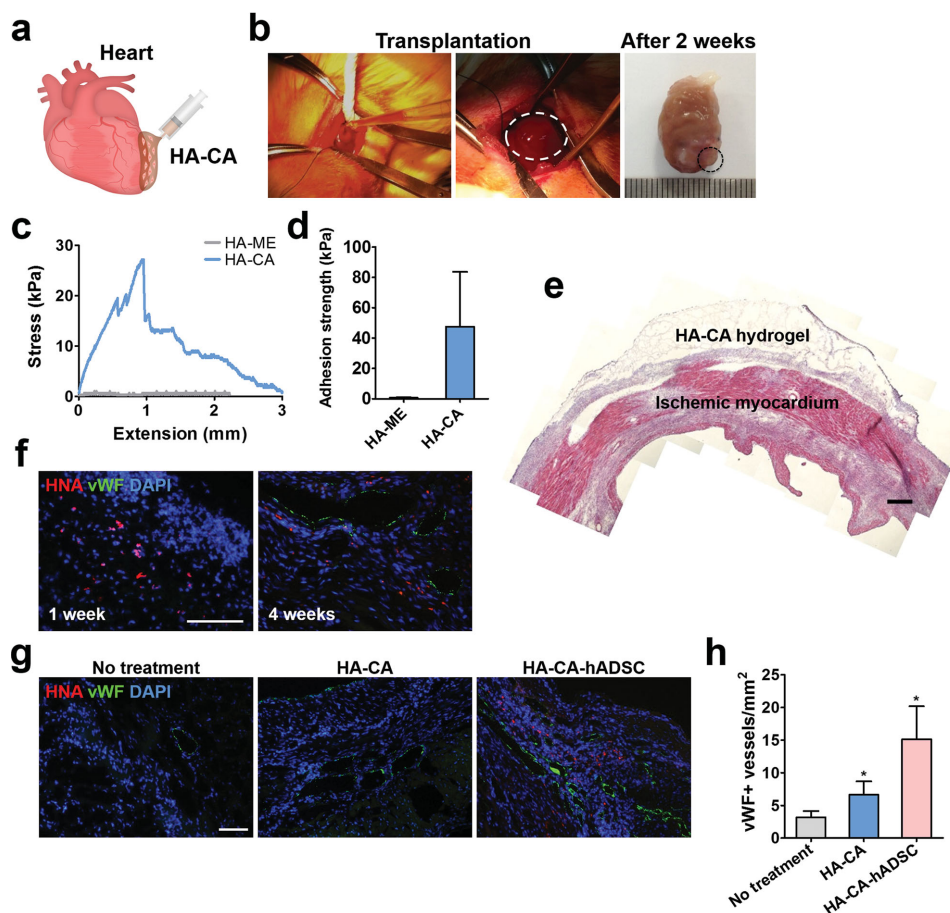 a
Heart
HA-CA
b
Transplantation
After 2 weeks
c
Stress (kPa)
30
20
10
0
0 1 2 3
Extension (mm)
HA-ME
HA-CA
d
Adhesion strength (kPa)
100
80
60
40
20
0
HA-ME
HA-CA
e
HA-CA hydrogel
Ischemic myocardium
f
HNA vWF DAPI
1 week
4 weeks
g
No treatment
HA-CA
HA-CA-hADSC
HNA vWF DAPI
h
vWF+ vessels/mm²
25
20
15
10
5
0
*
*
No treatment
HA-CA
HA-CA-hADSC